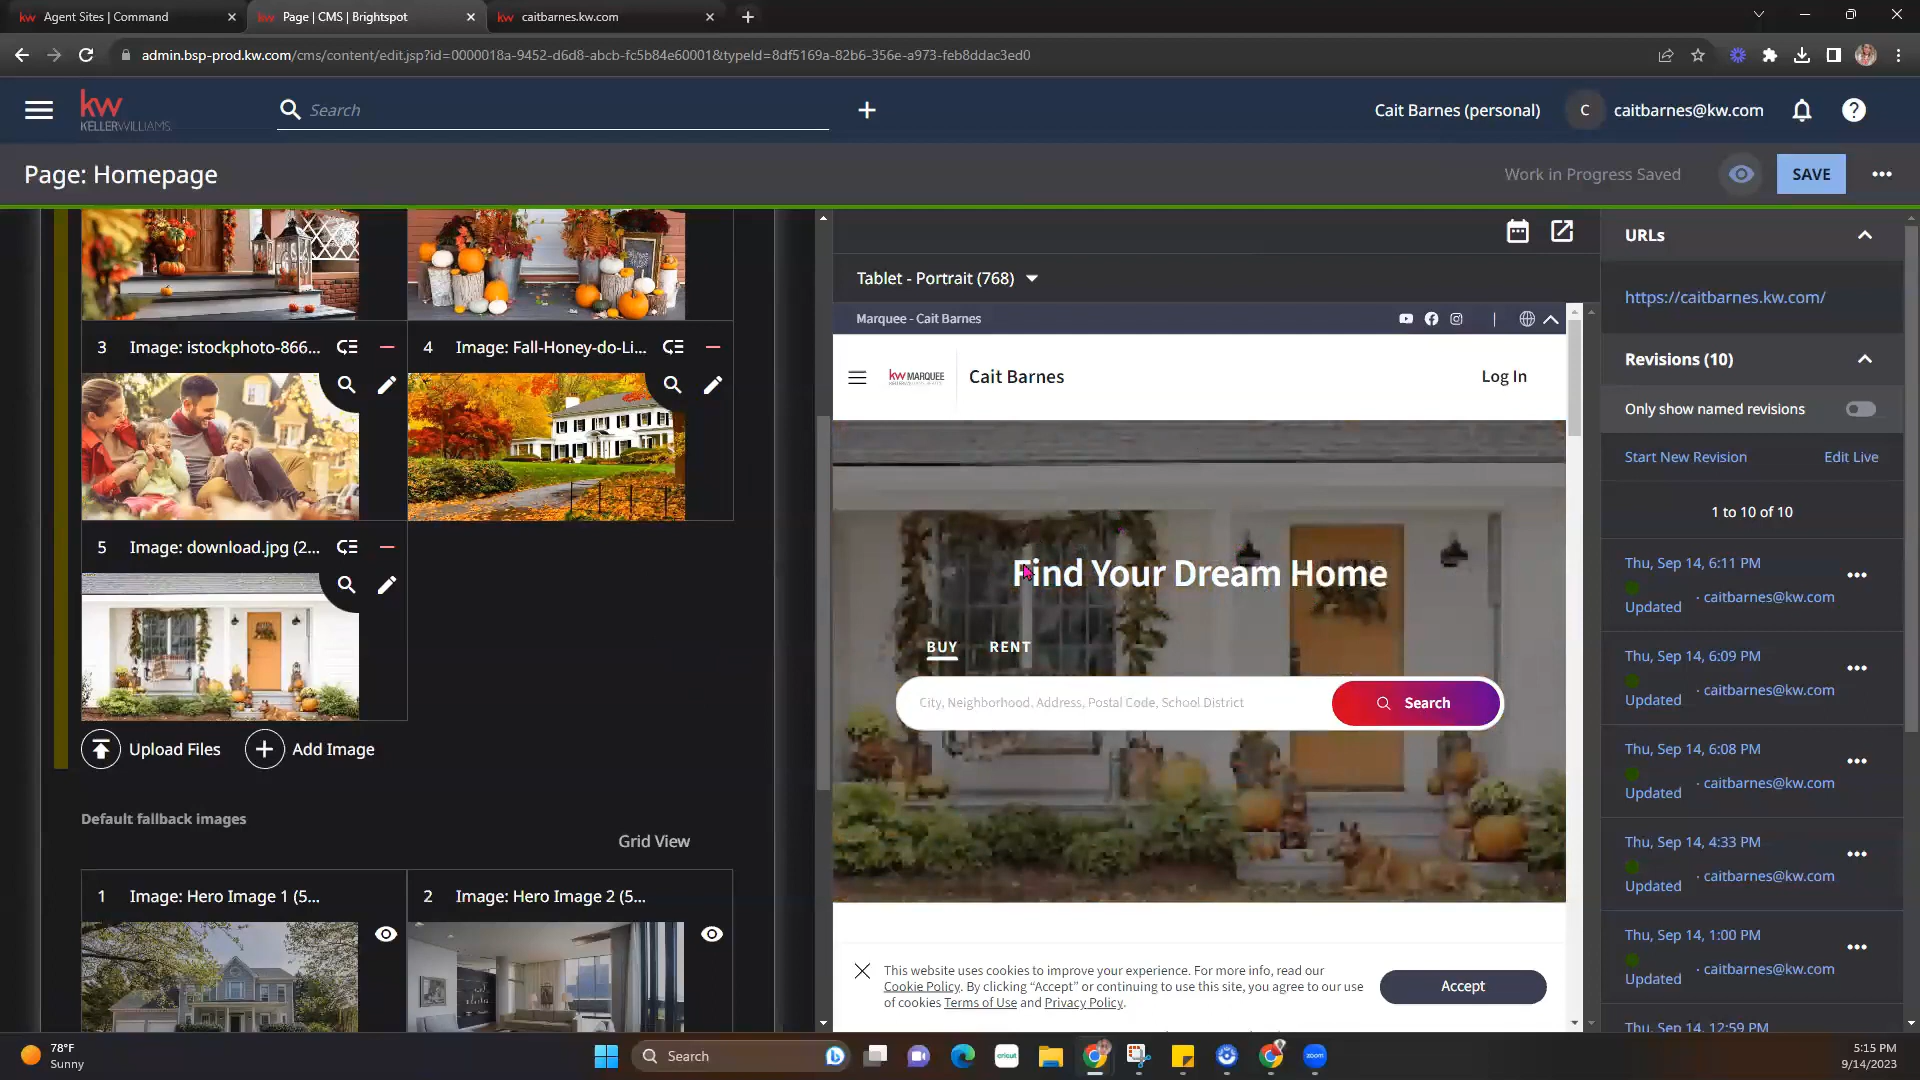 Agent Sites | Command
Page | CMS | Brightspot
caitbarnes.kw.com
admin.bsp-prod.kw.com/cms/content/edit.jsp?id=0000018a-9452-d6d8-abcb-fc5b84e60001&typeId=8df5169a-82b6-356e-a973-feb8ddac3ed0
kw
KELLERWILLIAMS.
Search
Cait Barnes (personal)
C
caitbarnes@kw.com
Page: Homepage
Work in Progress Saved
SAVE
3 Image: istockphoto-866...
4 Image: Fall-Honey-do-Li...
5 Image: download.jpg (2...
Upload Files
Add Image
Default fallback images
Grid View
1 Image: Hero Image 1 (5...
2 Image: Hero Image 2 (5...
Tablet - Portrait (768)
Marquee - Cait Barnes
kw MARQUEE
Cait Barnes
Log In
Find Your Dream Home
BUY RENT
City, Neighborhood, Address, Postal Code, School District
Search
This website uses cookies to improve your experience. For more info, read our
Cookie Policy. By clicking “Accept” or continuing to use this site, you agree to our use
of cookies Terms of Use and Privacy Policy.
Accept
URLs
https://caitbarnes.kw.com/
Revisions (10)
Only show named revisions
Start New Revision
Edit Live
1 to 10 of 10
Thu, Sep 14, 6:11 PM
· caitbarnes@kw.com
Updated
Thu, Sep 14, 6:09 PM
· caitbarnes@kw.com
Updated
Thu, Sep 14, 6:08 PM
· caitbarnes@kw.com
Updated
Thu, Sep 14, 4:33 PM
· caitbarnes@kw.com
Updated
Thu, Sep 14, 1:00 PM
· caitbarnes@kw.com
Updated
Thu, Sep 14, 12:59 PM
78°F
Sunny
Search
cricut
zoom
5:15 PM
9/14/2023